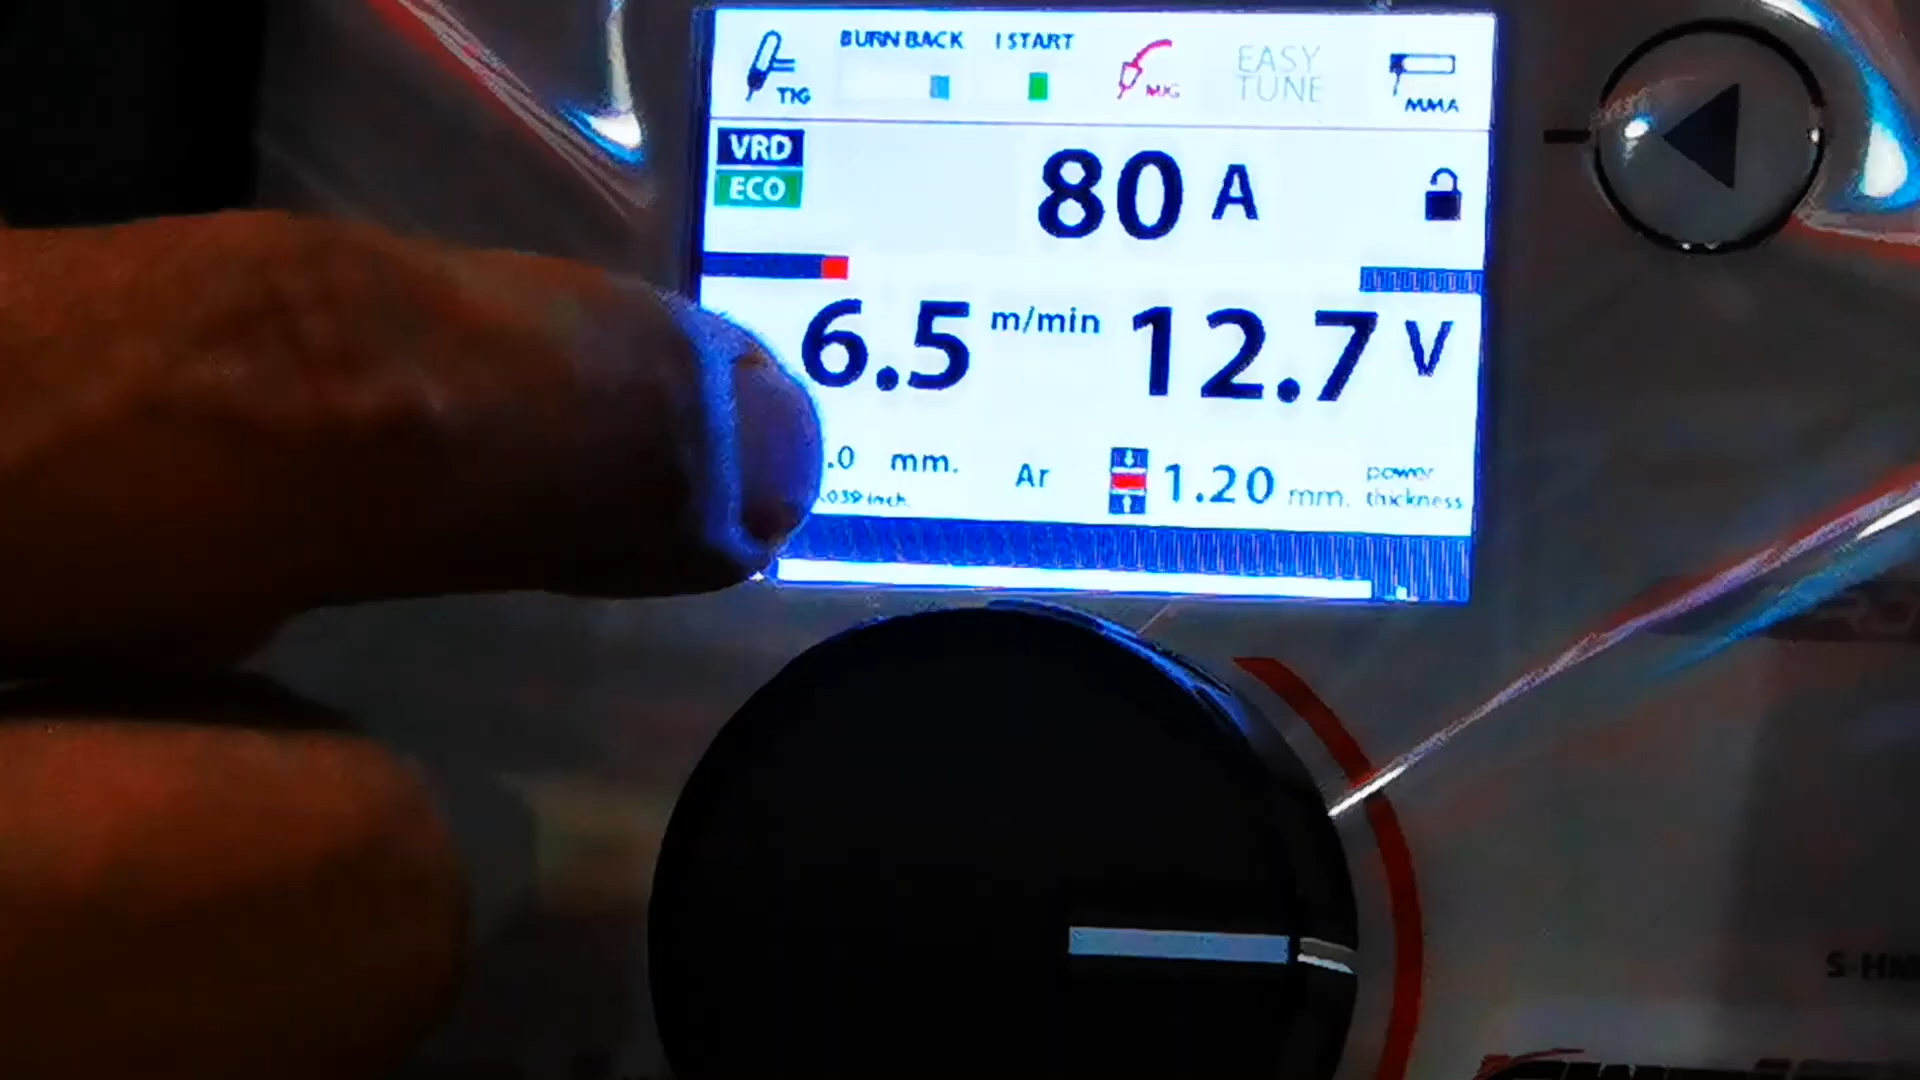 BURN BACK I START
TIG MIG EASY TUNE MMA
VRD
ECO
80 A
6.5 m/min 12.7 V
.0 mm. Ar 1.20 mm. power thickness
.039 inch.